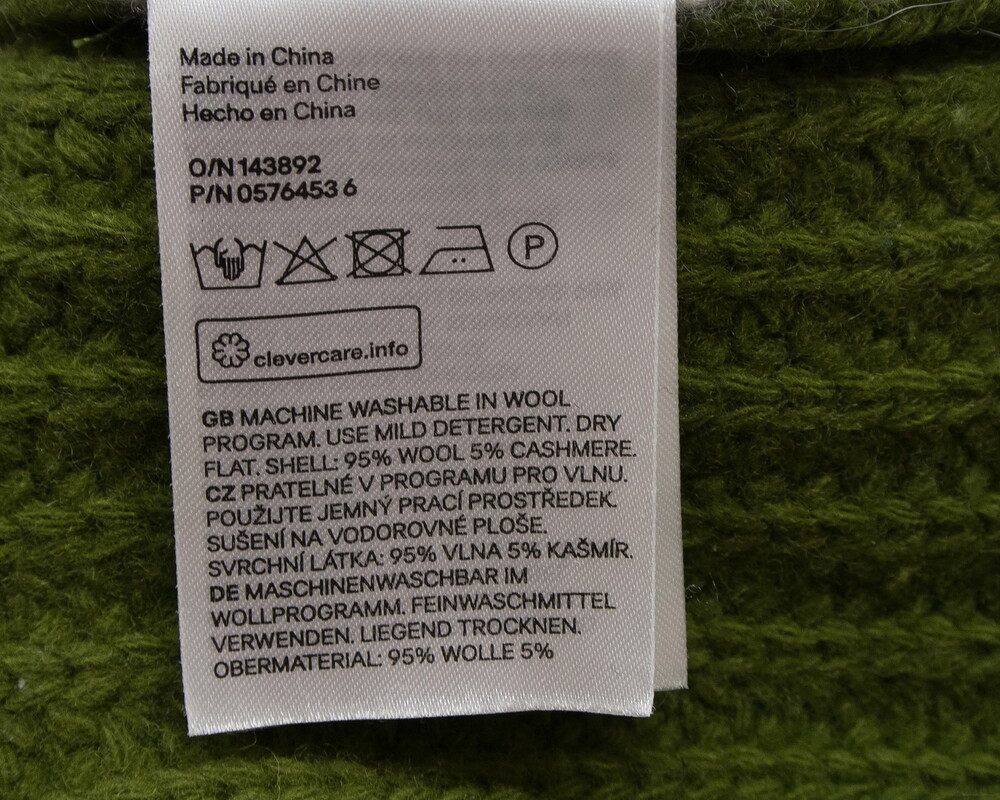 Made in China
Fabriqué en Chine
Hecho en China
O/N 143892
P/N 0576453 6
P
clevercare.info
GB MACHINE WASHABLE IN WOOL
PROGRAM. USE MILD DETERGENT. DRY
FLAT. SHELL: 95% WOOL 5% CASHMERE.
CZ PRATELNÉ V PROGRAMU PRO VLNU.
POUŽIJTE JEMNÝ PRACÍ PROSTŘEDEK.
SUŠENÍ NA VODOROVNÉ PLOŠE.
SVRCHNÍ LÁTKA: 95% VLNA 5% KAŠMÍR.
DE MASCHINENWASCHBAR IM
WOLLPROGRAMM. FEINWASCHMITTEL
VERWENDEN. LIEGEND TROCKNEN.
OBERMATERIAL: 95% WOLLE 5%